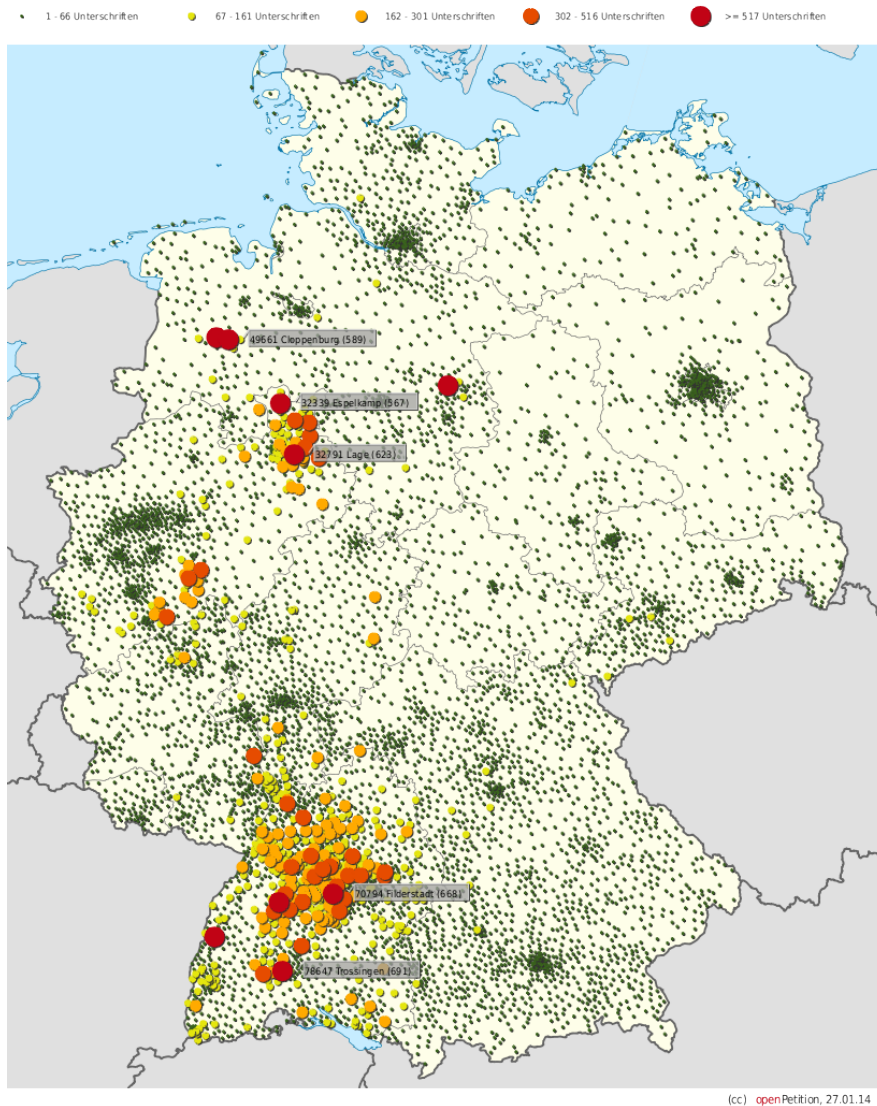 1 - 66 Unterschriften
67 - 161 Unterschriften
162 - 301 Unterschriften
302 - 516 Unterschriften
>= 517 Unterschriften
49661 Cloppenburg (589)
32339 Espelkamp (567)
32791 Lage (623)
70794 Filderstadt (668)
78647 Trossingen (691)
(cc) openPetition, 27.01.14